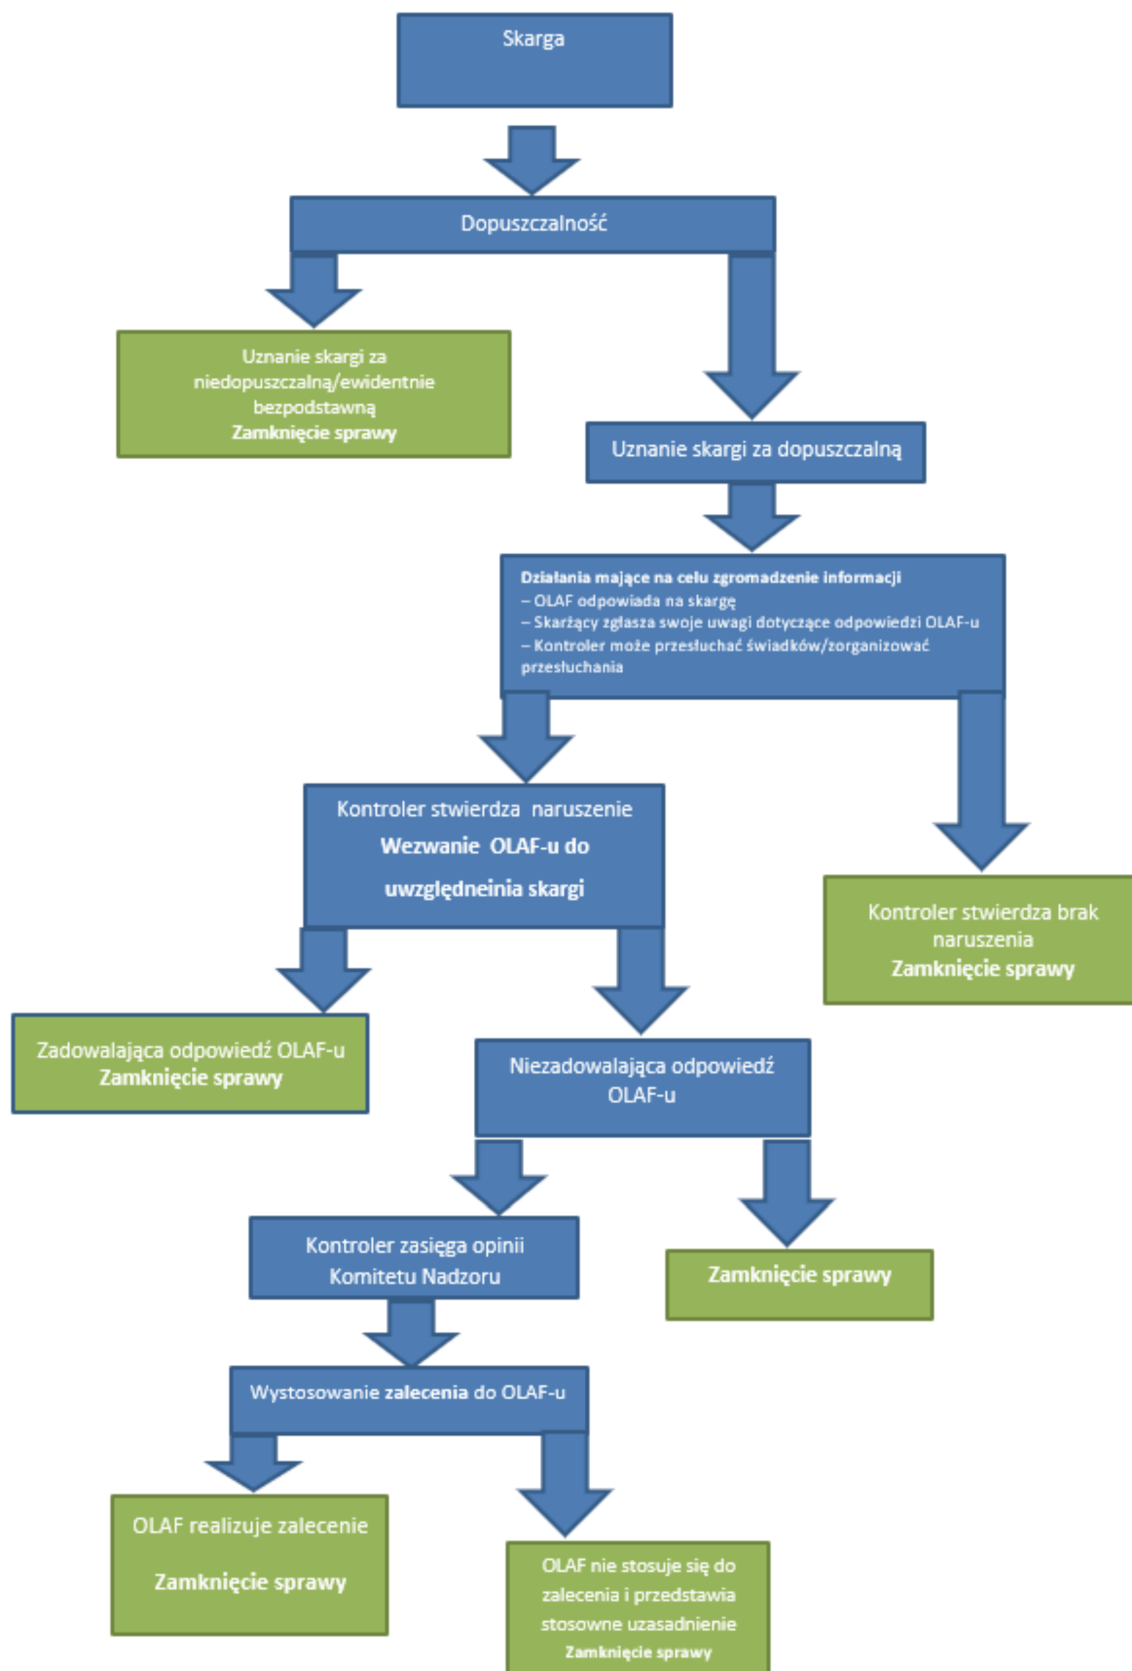 Skarga
Dopuszczalność
Uznanie skargi za
niedopuszczalną/ewidentnie
bezpodstawną
Zamknięcie sprawy
Uznanie skargi za dopuszczalną
Działania mające na celu zgromadzenie informacji
– OLAF odpowiada na skargę
– Skarżący zgłasza swoje uwagi dotyczące odpowiedzi OLAF-u
– Kontroler może przesłuchać świadków/zorganizować
przesłuchania
Kontroler stwierdza naruszenie
Wezwanie OLAF-u do
uwzględneinia skargi
Kontroler stwierdza brak
naruszenia
Zamknięcie sprawy
Zadowalająca odpowiedź OLAF-u
Zamknięcie sprawy
Niezadowalająca odpowiedź
OLAF-u
Kontroler zasięga opinii
Komitetu Nadzoru
Zamknięcie sprawy
Wystosowanie zalecenia do OLAF-u
OLAF realizuje zalecenie
Zamknięcie sprawy
OLAF nie stosuje się do
zalecenia i przedstawia
stosowne uzasadnienie
Zamknięcie sprawy